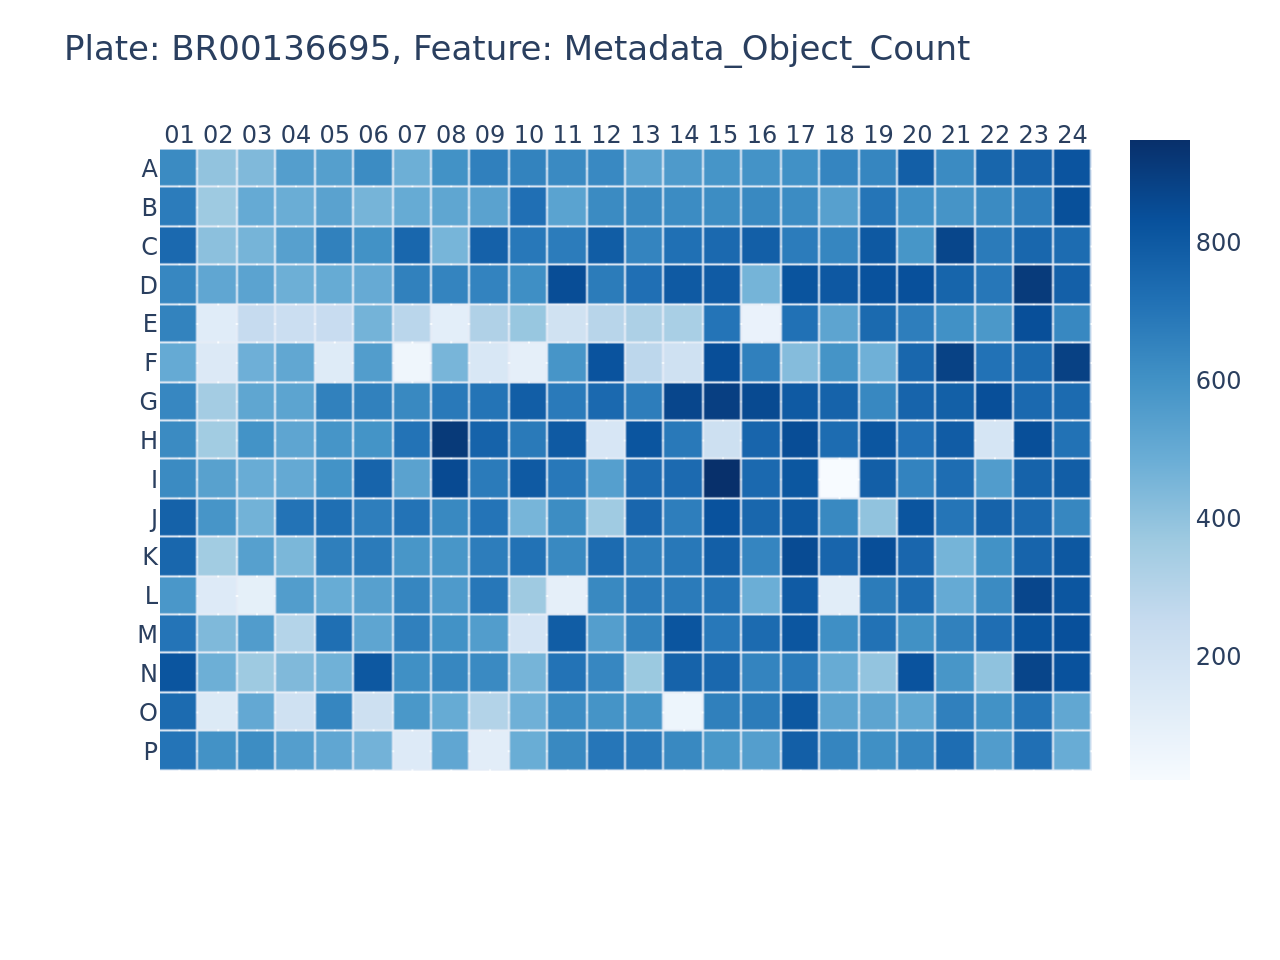 Plate: BR00136695, Feature: Metadata_Object_Count
01 02 03 04 05 06 07 08 09 10 11 12 13 14 15 16 17 18 19 20 21 22 23 24
A
B
C
D
E
F
G
H
I
J
K
L
M
N
O
P
800
600
400
200